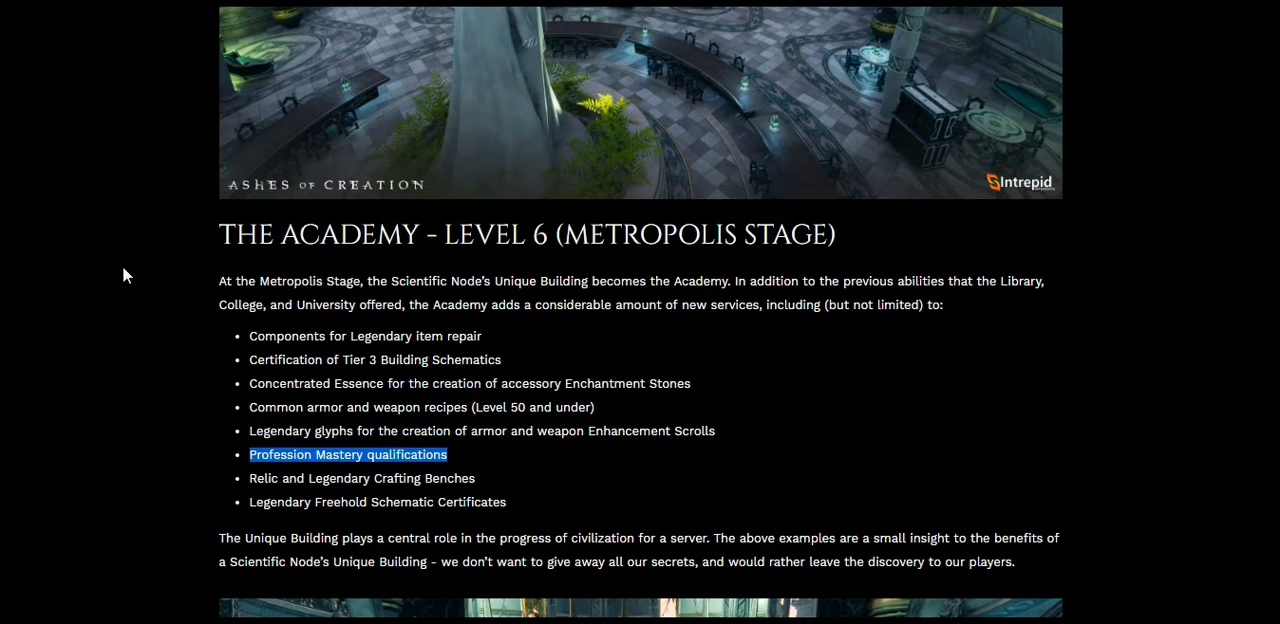 ASHES OF CREATION
Intrepid
THE ACADEMY - LEVEL 6 (METROPOLIS STAGE)
At the Metropolis Stage, the Scientific Node's Unique Building becomes the Academy. In addition to the previous abilities that the Library,
College, and University offered, the Academy adds a considerable amount of new services, including (but not limited) to:
• Components for Legendary item repair
• Certification of Tier 3 Building Schematics
• Concentrated Essence for the creation of accessory Enchantment Stones
• Common armor and weapon recipes (Level 50 and under)
• Legendary glyphs for the creation of armor and weapon Enhancement Scrolls
• Profession Mastery qualifications
• Relic and Legendary Crafting Benches
• Legendary Freehold Schematic Certificates
The Unique Building plays a central role in the progress of civilization for a server. The above examples are a small insight to the benefits of
a Scientific Node's Unique Building - we don't want to give away all our secrets, and would rather leave the discovery to our players.